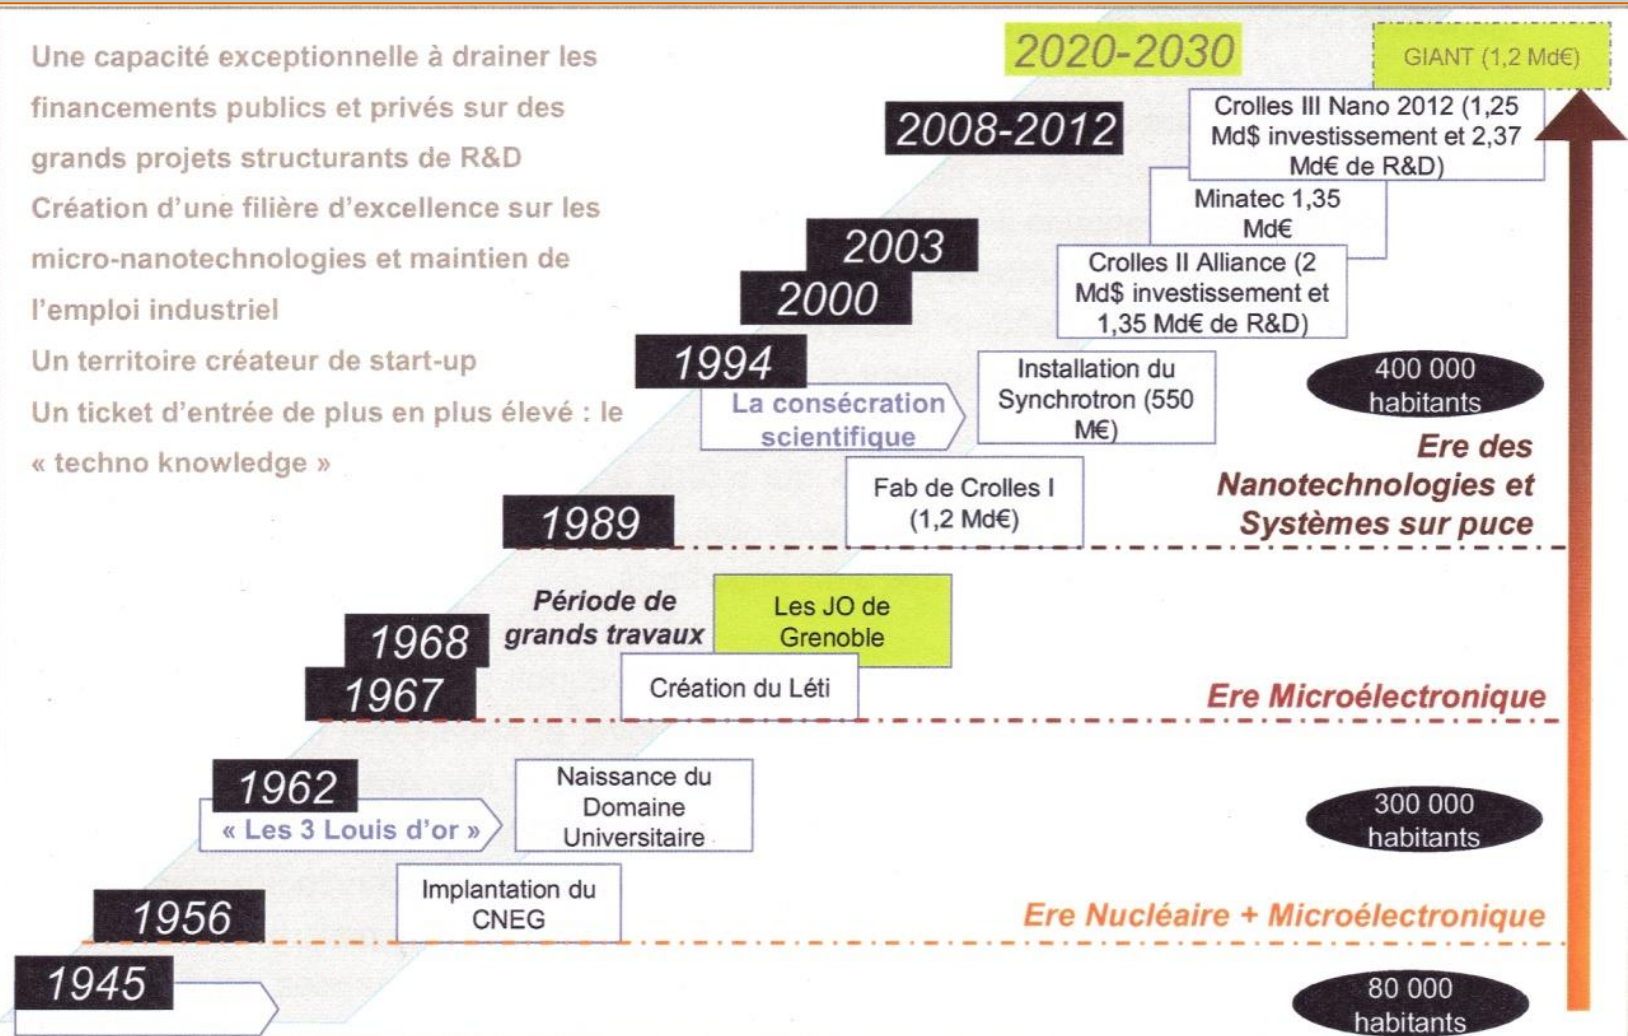 Une capacité exceptionnelle à drainer les
financements publics et privés sur des
grands projets structurants de R&D
Création d'une filière d'excellence sur les
micro-nanotechnologies et maintien de
l'emploi industriel
Un territoire créateur de start-up
Un ticket d'entrée de plus en plus élevé : le
« techno knowledge »
2020-2030
GIANT (1,2 Md€)
2008-2012
Crolles III Nano 2012 (1,25
Md$ investissement et 2,37
Md€ de R&D)
Minatec 1,35
Md€
2003
Crolles II Alliance (2
Md$ investissement et
1,35 Md€ de R&D)
2000
1994
La consécration
scientifique
Installation du
Synchrotron (550
M€)
400 000
habitants
Ere des
Nanotechnologies et
Systèmes sur puce
Fab de Crolles I
(1,2 Md€)
1989
Période de
grands travaux
Les JO de
Grenoble
1968
1967
Création du Léti
Ere Microélectronique
1962
« Les 3 Louis d'or »
Naissance du
Domaine
Universitaire
300 000
habitants
Implantation du
CNEG
1956
Ere Nucléaire + Microélectronique
1945
80 000
habitants